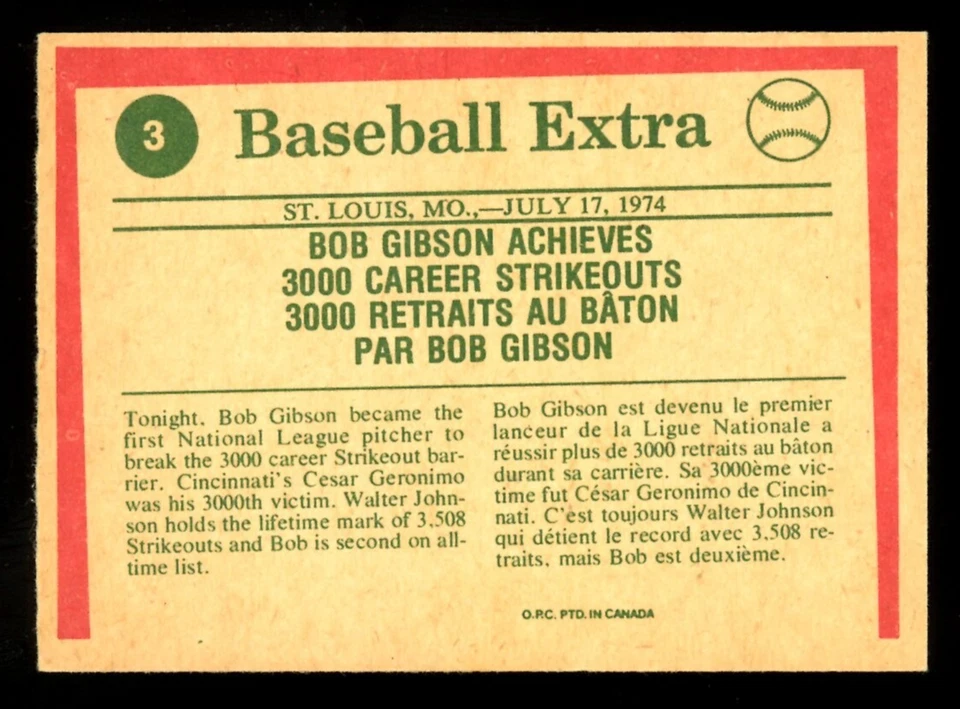 3
Baseball Extra
ST. LOUIS, MO.,—JULY 17, 1974
BOB GIBSON ACHIEVES
3000 CAREER STRIKEOUTS
3000 RETRAITS AU BÂTON
PAR BOB GIBSON
Tonight, Bob Gibson became the
first National League pitcher to
break the 3000 career Strikeout bar-
rier. Cincinnati's Cesar Geronimo
was his 3000th victim. Walter John-
son holds the lifetime mark of 3,508
Strikeouts and Bob is second on all-
time list.
Bob Gibson est devenu le premier
lanceur de la Ligue Nationale a
réussir plus de 3000 retraits au bâton
durant sa carrière. Sa 3000ème vic-
time fut César Geronimo de Cincin-
nati. C'est toujours Walter Johnson
qui détient le record avec 3,508 re-
traits, mais Bob est deuxième.
O.P.C. PTD. IN CANADA